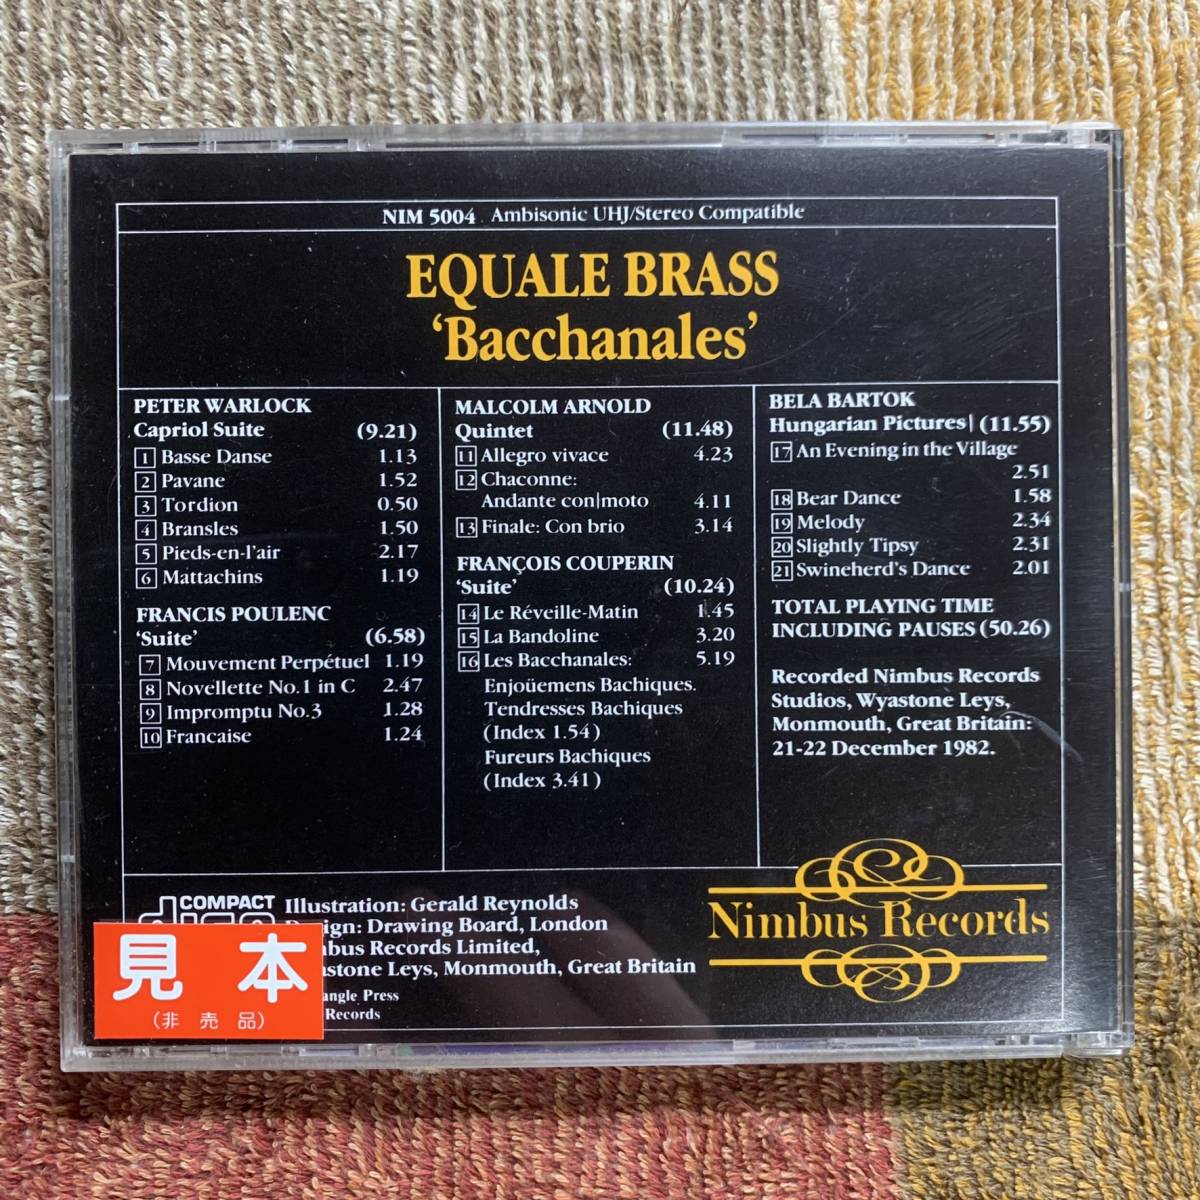 NIM 5004 Ambisonic UHJ/Stereo Compatible
EQUALE BRASS
'Bacchanales'
PETER WARLOCK
Capriol Suite (9.21)
1 Basse Danse 1.13
2 Pavane 1.52
3 Tordion 0.50
4 Bransles 1.50
5 Pieds-en-l'air 2.17
6 Mattachins 1.19
FRANCIS POULENC
'Suite' (6.58)
7 Mouvement Perpétuel 1.19
8 Novellette No.1 in C 2.47
9 Impromptu No.3 1.28
10 Francaise 1.24
MALCOLM ARNOLD
Quintet (11.48)
11 Allegro vivace 4.23
12 Chaconne:
Andante con|moto 4.11
13 Finale: Con brio 3.14
FRANÇOIS COUPERIN
'Suite' (10.24)
14 Le Réveille-Matin 1.45
15 La Bandoline 3.20
16 Les Bacchanales: 5.19
Enjoüemens Bachiques.
Tendresses Bachiques
(Index 1.54)
Fureurs Bachiques
(Index 3.41)
BELA BARTOK
Hungarian Pictures| (11.55)
17 An Evening in the Village
2.51
18 Bear Dance 1.58
19 Melody 2.34
20 Slightly Tipsy 2.31
21 Swineherd's Dance 2.01
TOTAL PLAYING TIME
INCLUDING PAUSES (50.26)
Recorded Nimbus Records
Studios, Wyastone Leys,
Monmouth, Great Britain:
21-22 December 1982.
COMPACT
Illustration: Gerald Reynolds
Drawing Board, London
Records Limited,
Leys, Monmouth, Great Britain
Press
Records
Nimbus Records
見本
(非売品)